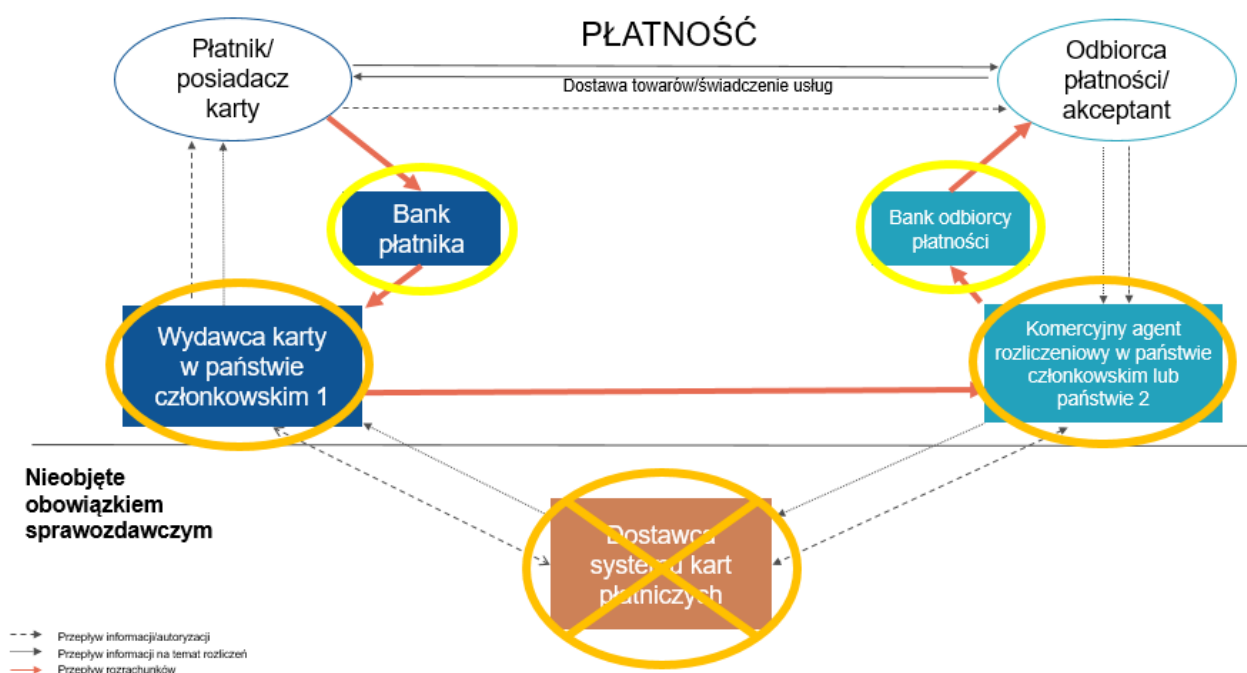 PŁATNOŚĆ
Płatnik/
posiadacz
karty
Dostawa towarów/świadczenie usług
Odbiorca
płatności/
akceptant
Bank
płatnika
Bank odbiorcy
płatności
Wydawca karty
w państwie
członkowskim 1
Komercyjny agent
rozliczeniowy w państwie
członkowskim lub
państwie 2
Nieobjęte
obowiązkiem
sprawozdawczym
Dostawca
systemu kart
płatniczych
Przepływ informacji/autoryzacji
Przepływ informacji na temat rozliczeń
Przepływ rozrachunków